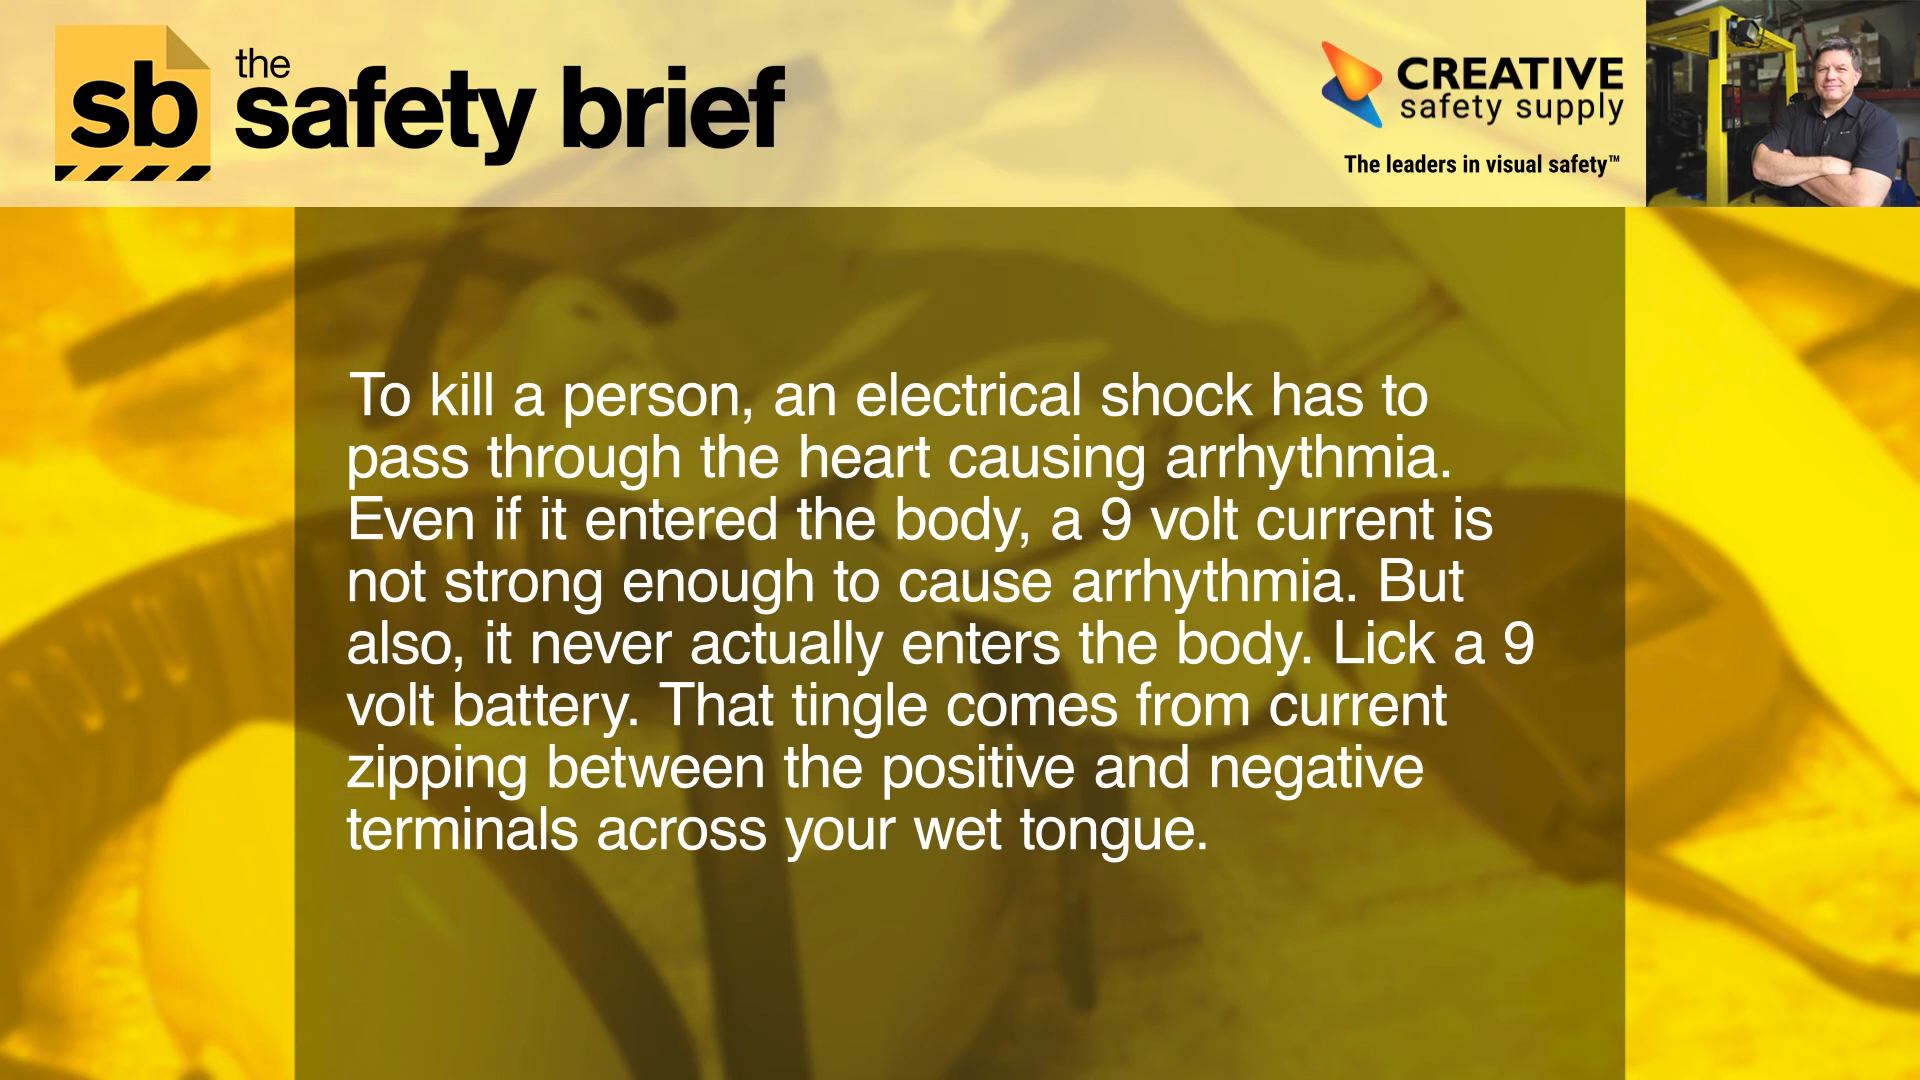 sb
the
safety brief
CREATIVE
safety supply
The leaders in visual safety™
To kill a person, an electrical shock has to
pass through the heart causing arrhythmia.
Even if it entered the body, a 9 volt current is
not strong enough to cause arrhythmia. But
also, it never actually enters the body. Lick a 9
volt battery. That tingle comes from current
zipping between the positive and negative
terminals across your wet tongue.